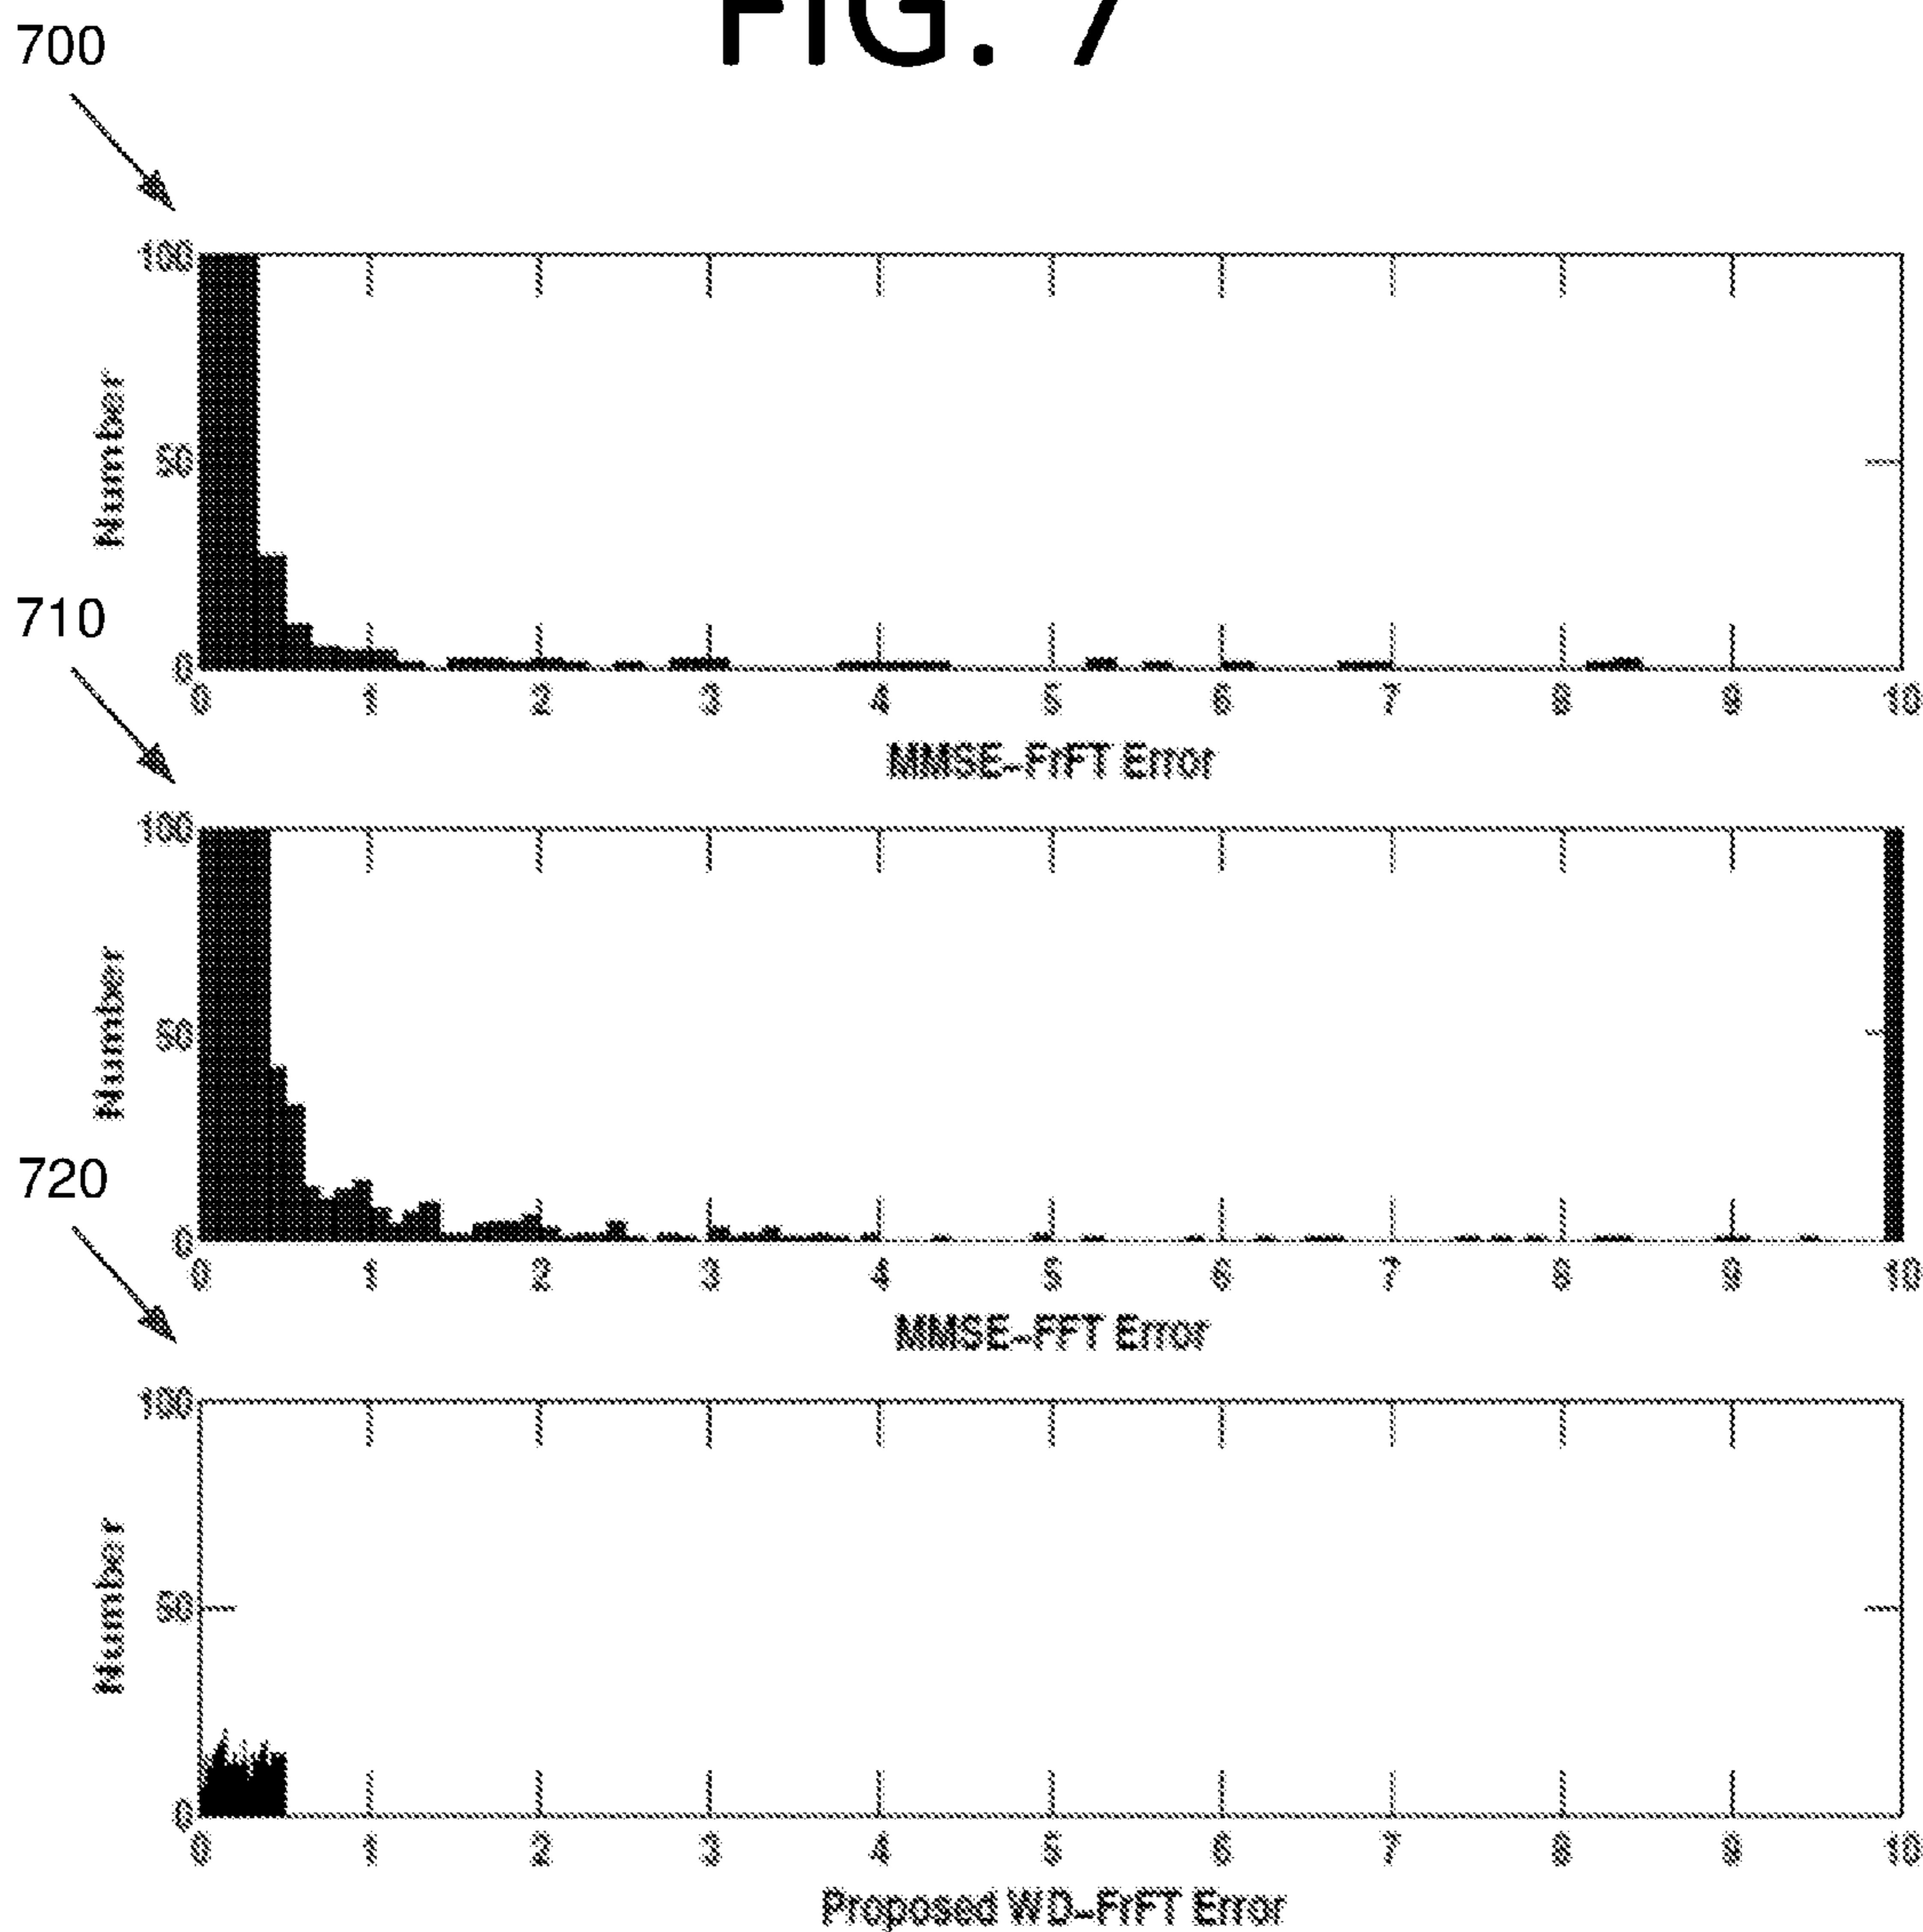 FIG. 7
700
100
50
0
Number
0 1 2 3 4 5 6 7 8 9 10
MMSE-FrFT Error
710
100
50
0
Number
0 1 2 3 4 5 6 7 8 9 10
MMSE-FFT Error
720
100
50
0
Number
0 1 2 3 4 5 6 7 8 9 10
Proposed WD-FrFT Error